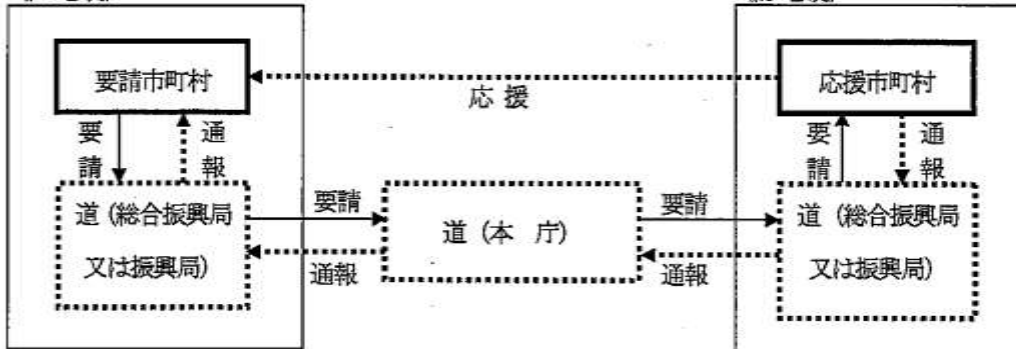 要請市町村
応援
応援市町村
要請
通報
要請
通報
道（総合振興局
又は振興局）
要請
通報
道（本　庁）
要請
通報
道（総合振興局
又は振興局）